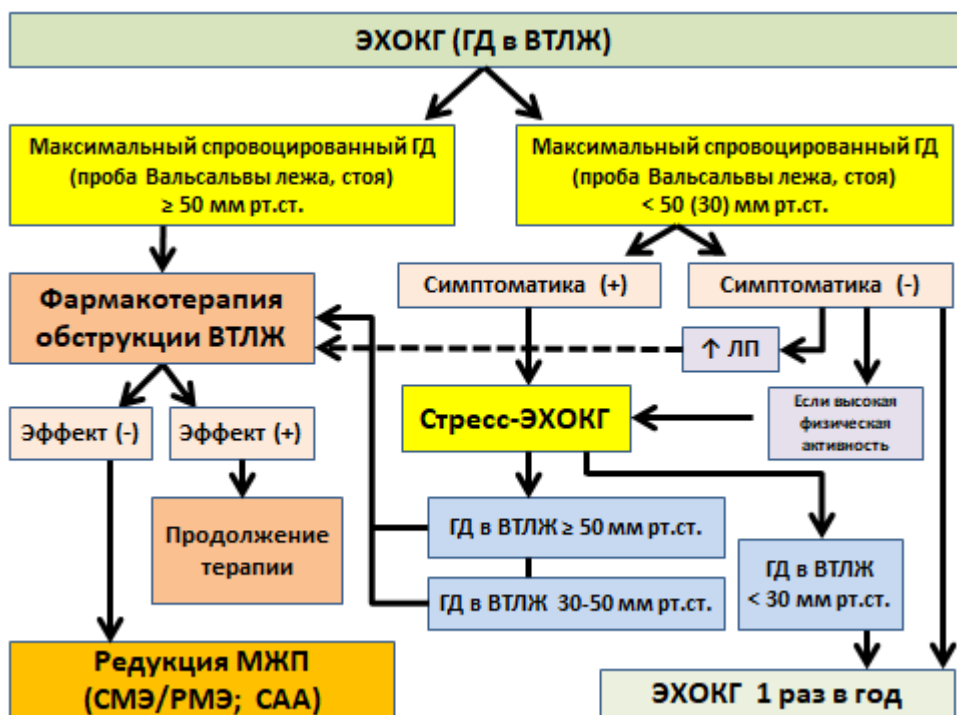 ЭХОКГ (ГД в ВТЛЖ)
Максимальный спровоцированный ГД
(проба Вальсальвы лежа, стоя)
≥ 50 мм рт.ст.
Максимальный спровоцированный ГД
(проба Вальсальвы лежа, стоя)
< 50 (30) мм рт.ст.
Фармакотерапия
обструкции ВТЛЖ
Симптоматика (+)
Симптоматика (-)
↑ ЛП
Эффект (-)
Эффект (+)
Стресс-ЭХОКГ
Если высокая
физическая
активность
Продолжение
терапии
ГД в ВТЛЖ ≥ 50 мм рт.ст.
ГД в ВТЛЖ 30-50 мм рт.ст.
ГД в ВТЛЖ
< 30 мм рт.ст.
Редукция МЖП
(СМЭ/РМЭ; САА)
ЭХОКГ 1 раз в год